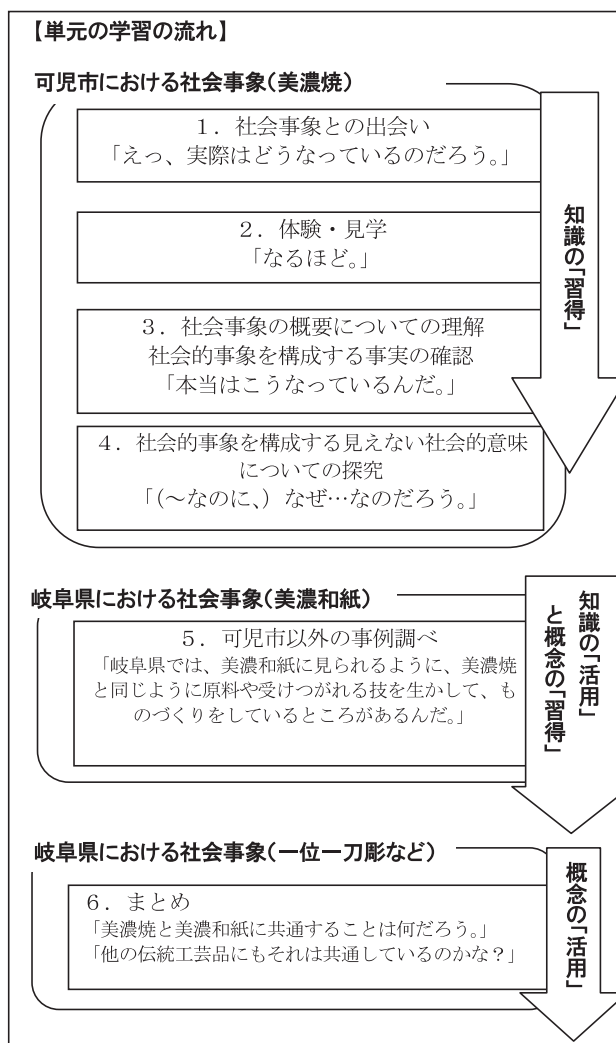 【単元の学習の流れ】
可児市における社会事象(美濃焼)
１．社会事象との出会い
「えっ、実際はどうなっているのだろう。」
２．体験・見学
「なるほど。」
３．社会事象の概要についての理解
社会的事象を構成する事実の確認
「本当はこうなっているんだ。」
４．社会的事象を構成する見えない社会的意味
についての探究
「(～なのに、) なぜ…なのだろう。」
知識の「習得」
岐阜県における社会事象(美濃和紙)
５．可児市以外の事例調べ
「岐阜県では、美濃和紙に見られるように、美濃焼
と同じように原料や受けつがれる技を生かして、も
のづくりをしているところがあるんだ。」
知識の「活用」
と概念の「習得」
岐阜県における社会事象(一位一刀彫など)
６．まとめ
「美濃焼と美濃和紙に共通することは何だろう。」
「他の伝統工芸品にもそれは共通しているのかな？」
概念の「活用」